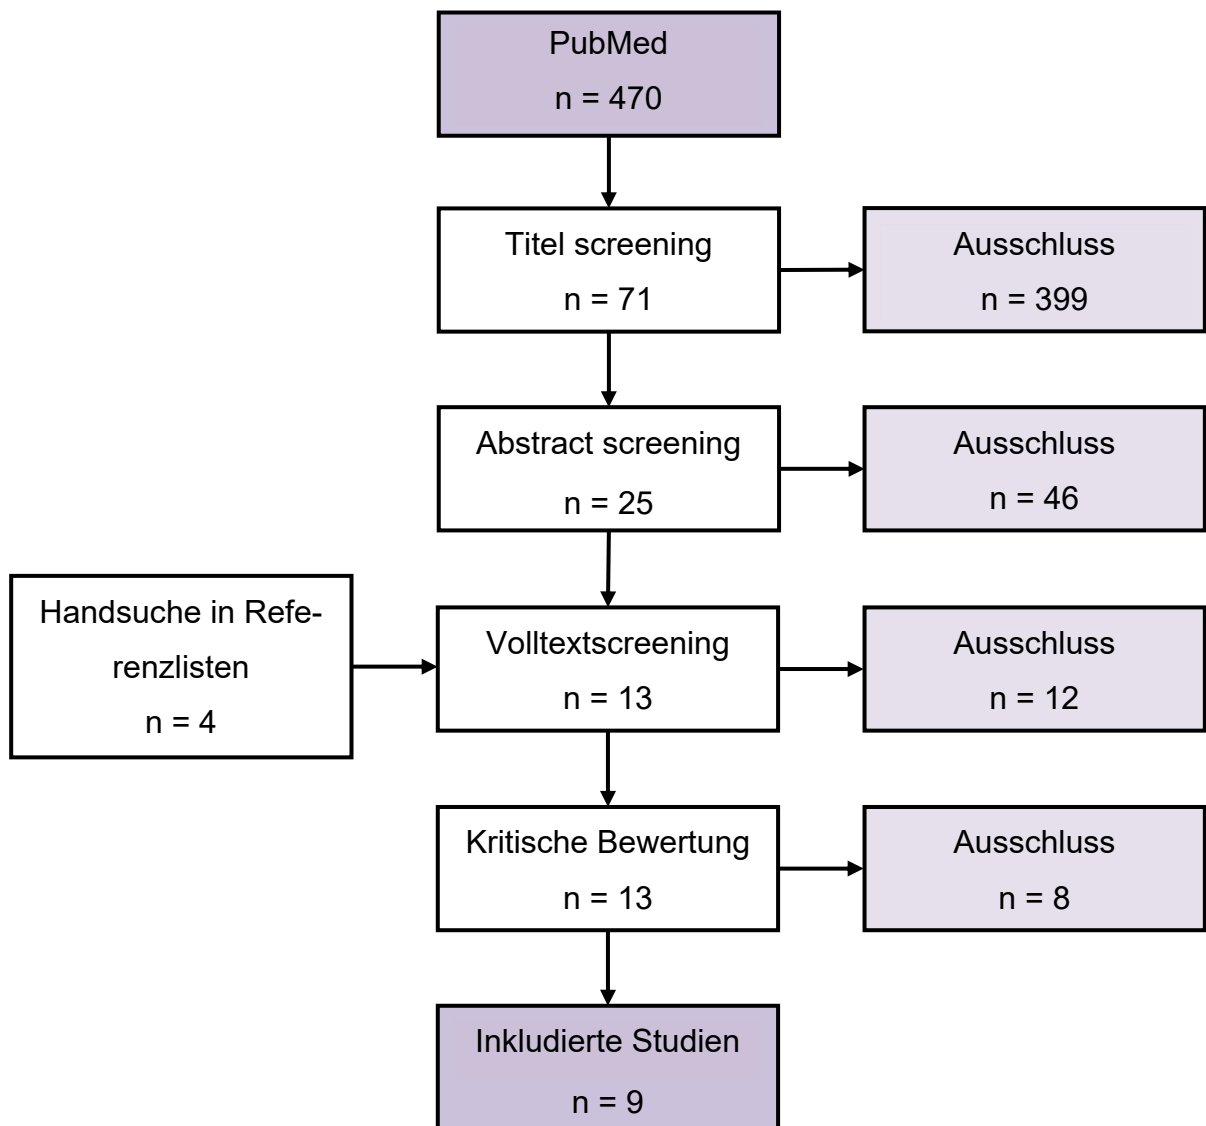 PubMed
n = 470
Titel screening
n = 71
Ausschluss
n = 399
Abstract screening
n = 25
Ausschluss
n = 46
Handsuche in Refe-
renzlisten
n = 4
Volltextscreening
n = 13
Ausschluss
n = 12
Kritische Bewertung
n = 13
Ausschluss
n = 8
Inkludierte Studien
n = 9